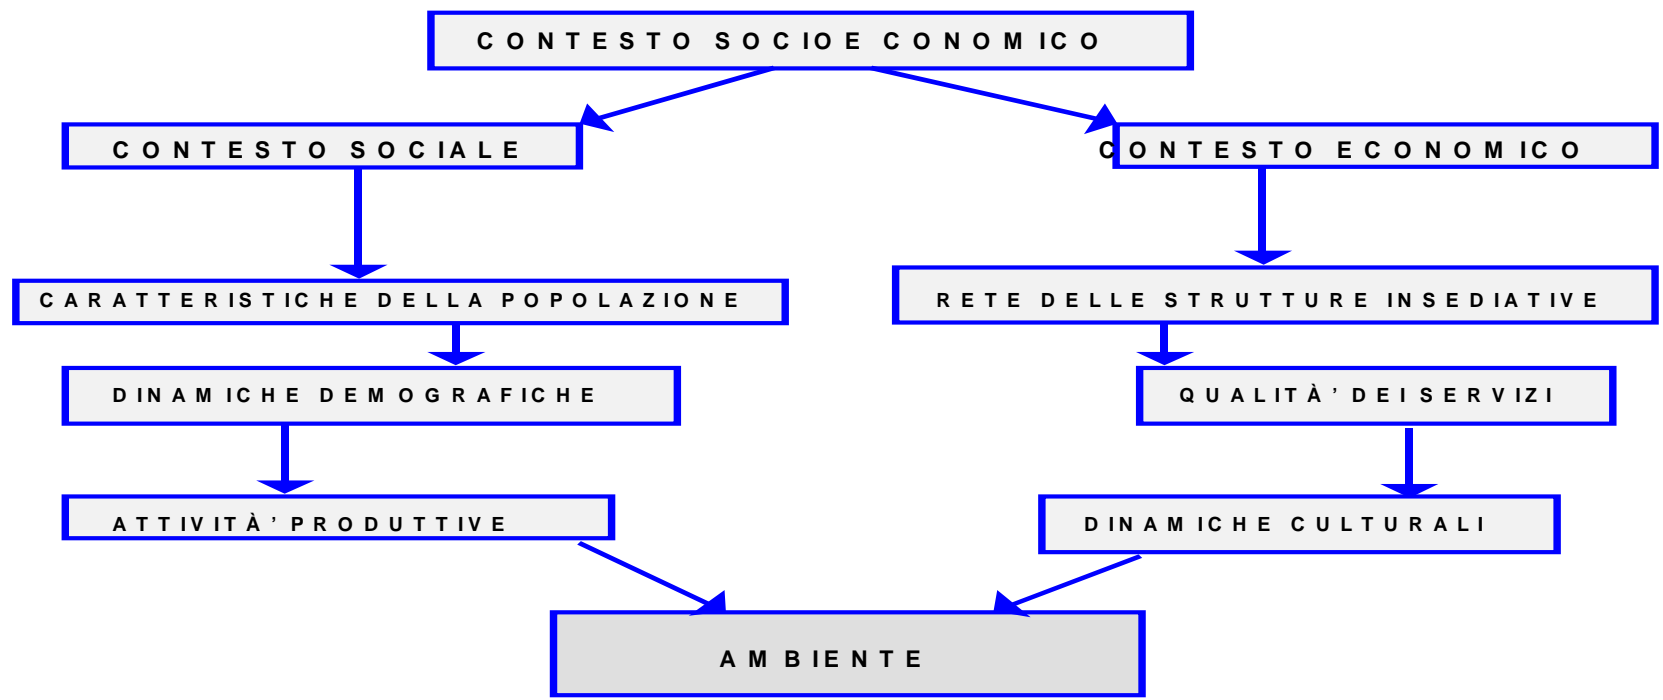 CONTESTO SOCIOECONOMICO
CONTESTO SOCIALE
CONTESTO ECONOMICO
CARATTERISTICHE DELLA POPOLAZIONE
RETE DELLE STRUTTURE INSEDIATIVE
DINAMICHE DEMOGRAFICHE
QUALITÀ’ DEI SERVIZI
ATTIVITÀ’ PRODUTTIVE
DINAMICHE CULTURALI
AMBIENTE